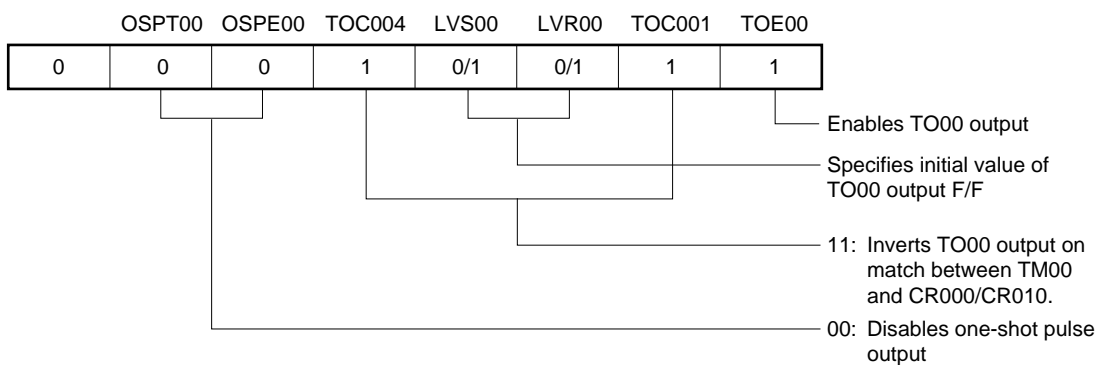 OSPT00 OSPE00 TOC004 LVS00 LVR00 TOC001 TOE00
0 0 0 1 0/1 0/1 1 1
Enables TO00 output
Specifies initial value of
TO00 output F/F
11: Inverts TO00 output on
match between TM00
and CR000/CR010.
00: Disables one-shot pulse
output